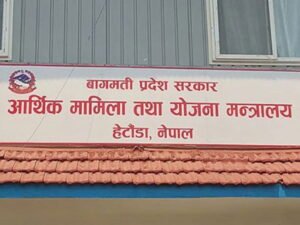 बागमती प्रदेश सरकार
आर्थिक मामिला तथा योजना मन्त्रालय
हेटौंडा, नेपाल